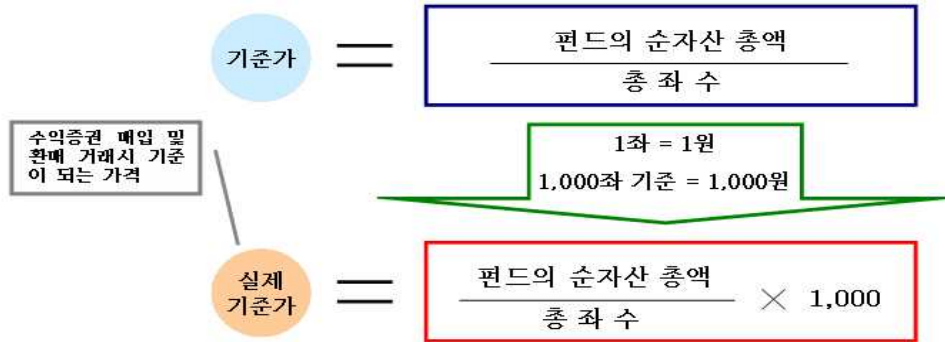 기준가
=
펀드의 순자산 총액
총 좌 수
수익증권 매입 및
환매 거래시 기준
이 되는 가격
1좌 = 1원
1,000좌 기준 = 1,000원
실제
기준가
=
펀드의 순자산 총액
총 좌 수
× 1,000